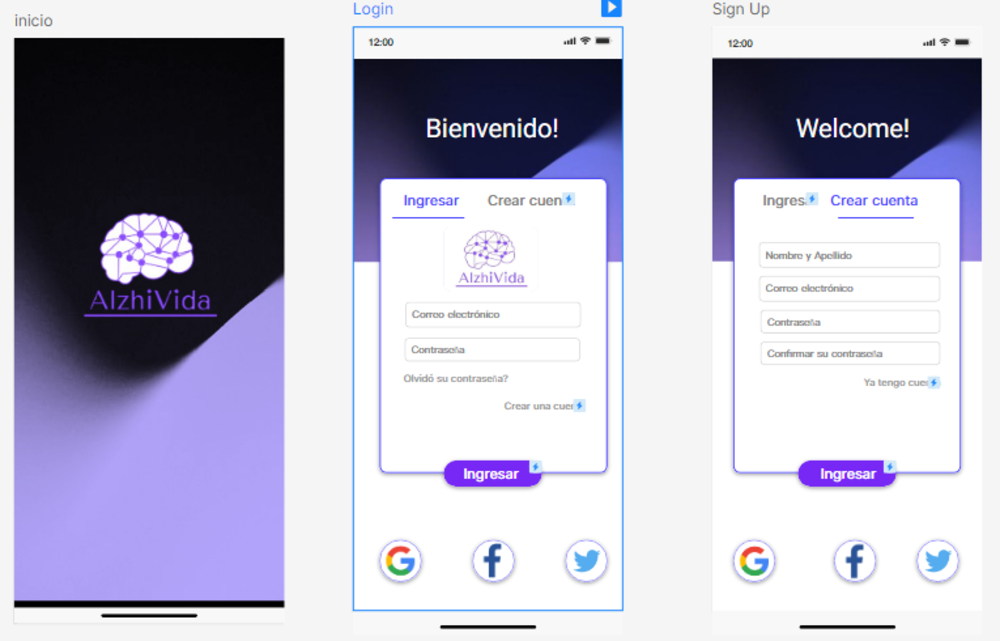 inicio
AlzhiVida
Login
12:00
Bienvenido!
Ingresar
Crear cuen
AlzhiVida
Correo electrónico
Contraseña
Olvidó su contraseña?
Crear una cuen
Ingresar
Sign Up
12:00
Welcome!
Ingres
Crear cuenta
Nombre y Apellido
Correo electrónico
Contraseña
Confirmar su contraseña
Ya tengo cuen
Ingresar